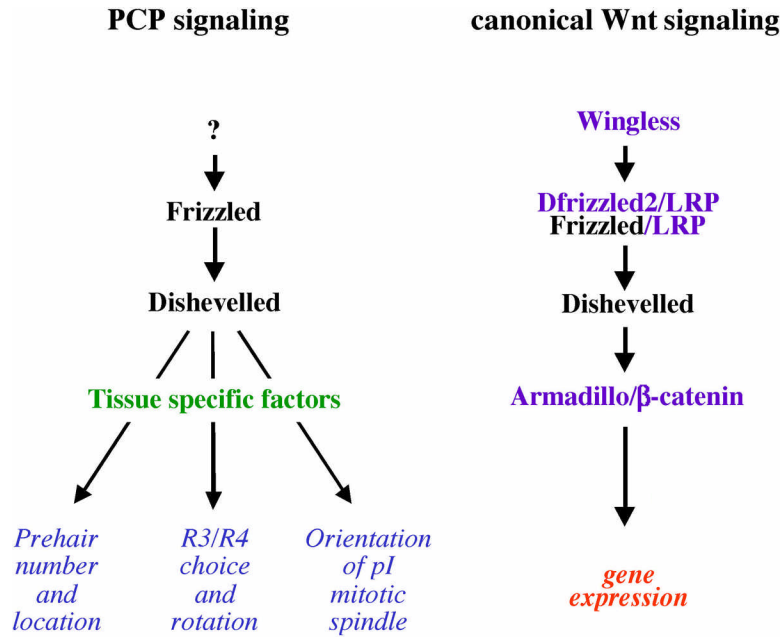 PCP signaling
?
Frizzled
Dishevelled
Tissue specific factors
Prehair
number
and
location
R3/R4
choice
and
rotation
Orientation
of pI
mitotic
spindle
canonical Wnt signaling
Wingless
Dfrizzled2/LRP
Frizzled/LRP
Dishevelled
Armadillo/β-catenin
gene
expression